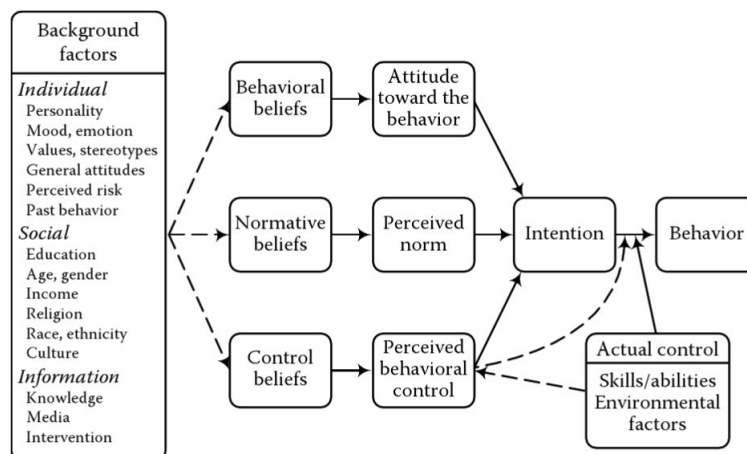 Background
factors
Individual
Personality
Mood, emotion
Values, stereotypes
General attitudes
Perceived risk
Past behavior
Social
Education
Age, gender
Income
Religion
Race, ethnicity
Culture
Information
Knowledge
Media
Intervention
Behavioral
beliefs
Attitude
toward the
behavior
Normative
beliefs
Perceived
norm
Intention
Behavior
Control
beliefs
Perceived
behavioral
control
Actual control
Skills/abilities
Environmental
factors